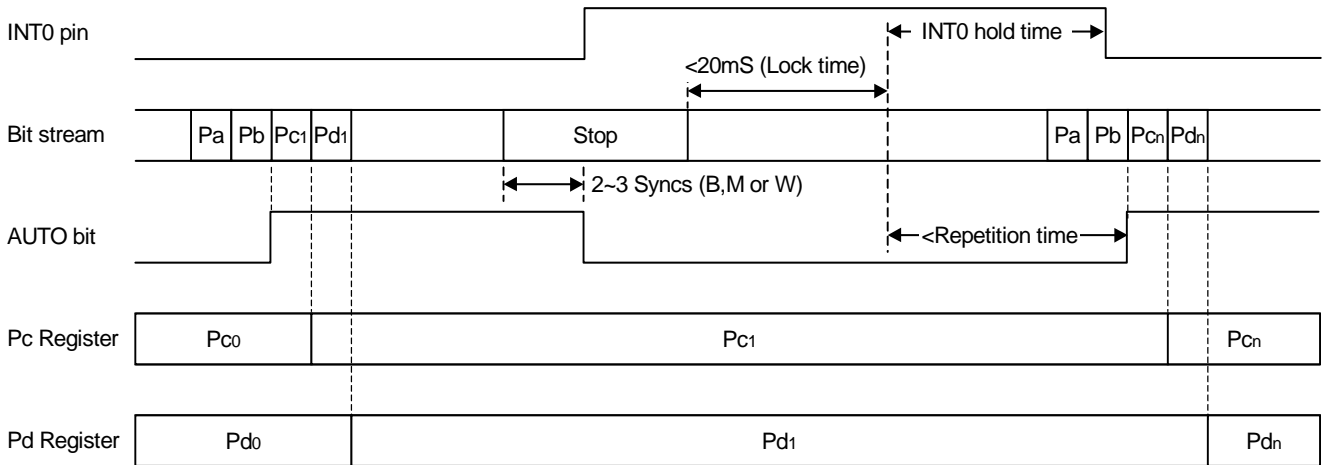 INT0 pin
INT0 hold time
<20mS (Lock time)
Bit stream Pa Pb Pc1 Pd1 Stop Pa Pb Pcn Pdn
2~3 Syncs (B,M or W)
AUTO bit
<Repetition time
Pc Register Pc0 Pc1 Pcn
Pd Register Pd0 Pd1 Pdn